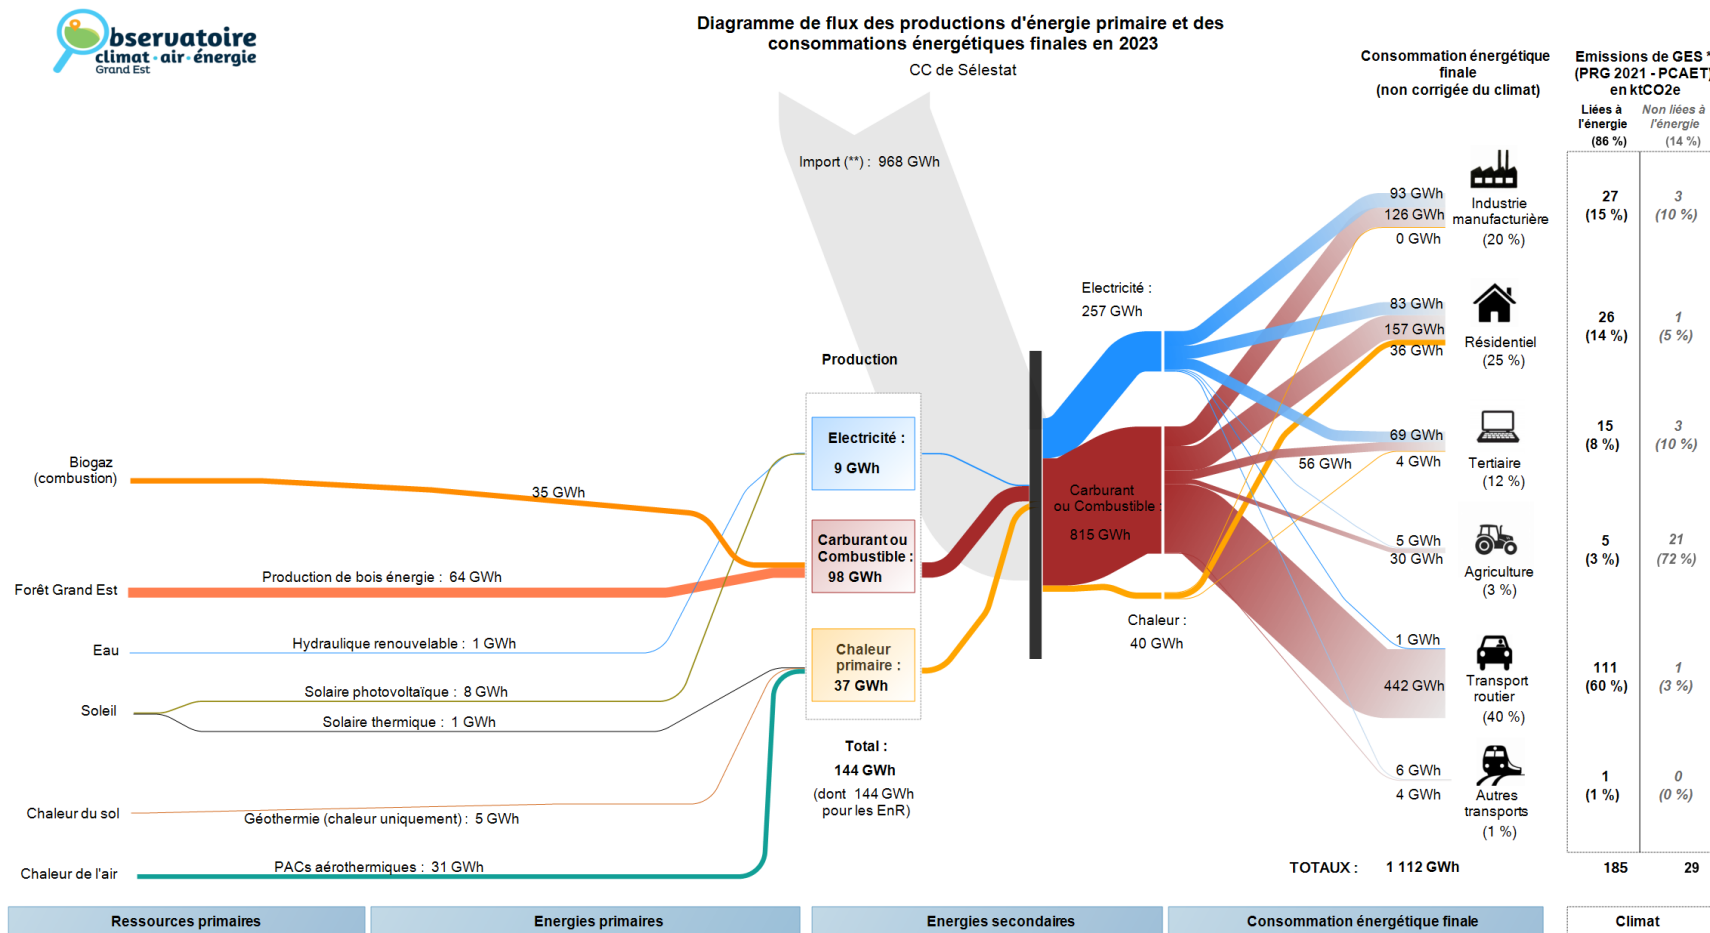 Observatoire
climat · air · énergie
Grand Est
Diagramme de flux des productions d'énergie primaire et des
consommations énergétiques finales en 2023
CC de Sélestat
Consommation énergétique
finale
(non corrigée du climat)
Emissions de GES *
(PRG 2021 - PCAET)
en ktCO2e
Liées à
l'énergie
(86 %)
Non liées à
l'énergie
(14 %)
Import (**) : 968 GWh
93 GWh
126 GWh
0 GWh
Industrie
manufacturière
(20 %)
27
(15 %)
3
(10 %)
Electricité :
257 GWh
83 GWh
157 GWh
36 GWh
Résidentiel
(25 %)
26
(14 %)
1
(5 %)
Production
Electricité :
9 GWh
69 GWh
56 GWh
4 GWh
Tertiaire
(12 %)
15
(8 %)
3
(10 %)
Biogaz
(combustion)
35 GWh
Carburant
ou Combustible :
815 GWh
Carburant ou
Combustible :
98 GWh
5 GWh
30 GWh
Agriculture
(3 %)
5
(3 %)
21
(72 %)
Forêt Grand Est
Production de bois énergie : 64 GWh
Eau
Hydraulique renouvelable : 1 GWh
Chaleur
primaire :
37 GWh
Chaleur :
40 GWh
1 GWh
442 GWh
Transport
routier
(40 %)
111
(60 %)
1
(3 %)
Soleil
Solaire photovoltaïque : 8 GWh
Solaire thermique : 1 GWh
Total :
144 GWh
(dont 144 GWh
pour les EnR)
6 GWh
4 GWh
Autres
transports
(1 %)
1
(1 %)
0
(0 %)
Chaleur du sol
Géothermie (chaleur uniquement) : 5 GWh
Chaleur de l'air
PACs aérothermiques : 31 GWh
TOTAUX : 1 112 GWh
185
29
Ressources primaires
Energies primaires
Energies secondaires
Consommation énergétique finale
Climat